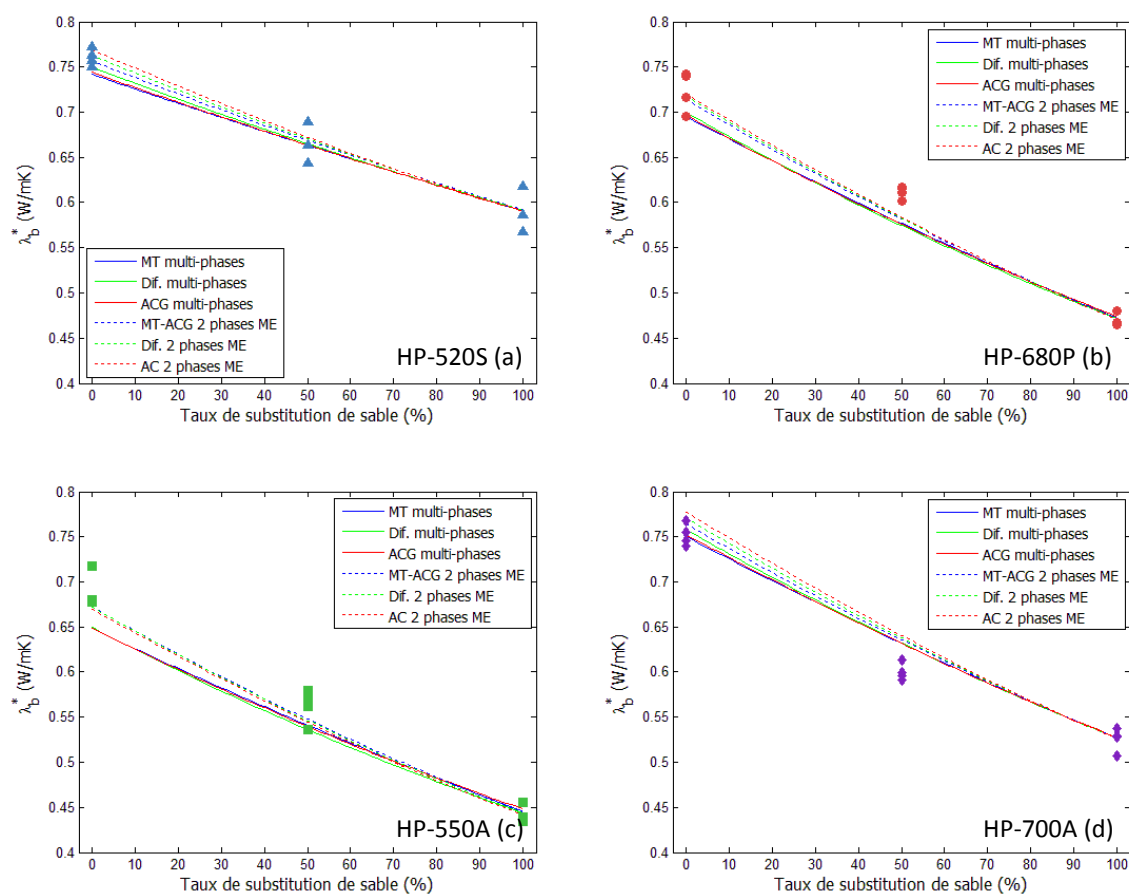 0.8
0.75
0.7
0.65
0.6
0.55
0.5
0.45
0.4
λb* (W/mK)
MT multi-phases
Dif. multi-phases
ACG multi-phases
MT-ACG 2 phases ME
Dif. 2 phases ME
AC 2 phases ME
HP-520S (a)
0 10 20 30 40 50 60 70 80 90 100
Taux de substitution de sable (%)
0.8
0.75
0.7
0.65
0.6
0.55
0.5
0.45
0.4
λb* (W/mK)
MT multi-phases
Dif. multi-phases
ACG multi-phases
MT-ACG 2 phases ME
Dif. 2 phases ME
AC 2 phases ME
HP-680P (b)
0 10 20 30 40 50 60 70 80 90 100
Taux de substitution de sable (%)
0.8
0.75
0.7
0.65
0.6
0.55
0.5
0.45
0.4
λb* (W/mK)
MT multi-phases
Dif. multi-phases
ACG multi-phases
MT-ACG 2 phases ME
Dif. 2 phases ME
AC 2 phases ME
HP-550A (c)
0 10 20 30 40 50 60 70 80 90 100
Taux de substitution de sable (%)
0.8
0.75
0.7
0.65
0.6
0.55
0.5
0.45
0.4
λb* (W/mK)
MT multi-phases
Dif. multi-phases
ACG multi-phases
MT-ACG 2 phases ME
Dif. 2 phases ME
AC 2 phases ME
HP-700A (d)
0 10 20 30 40 50 60 70 80 90 100
Taux de substitution de sable (%)